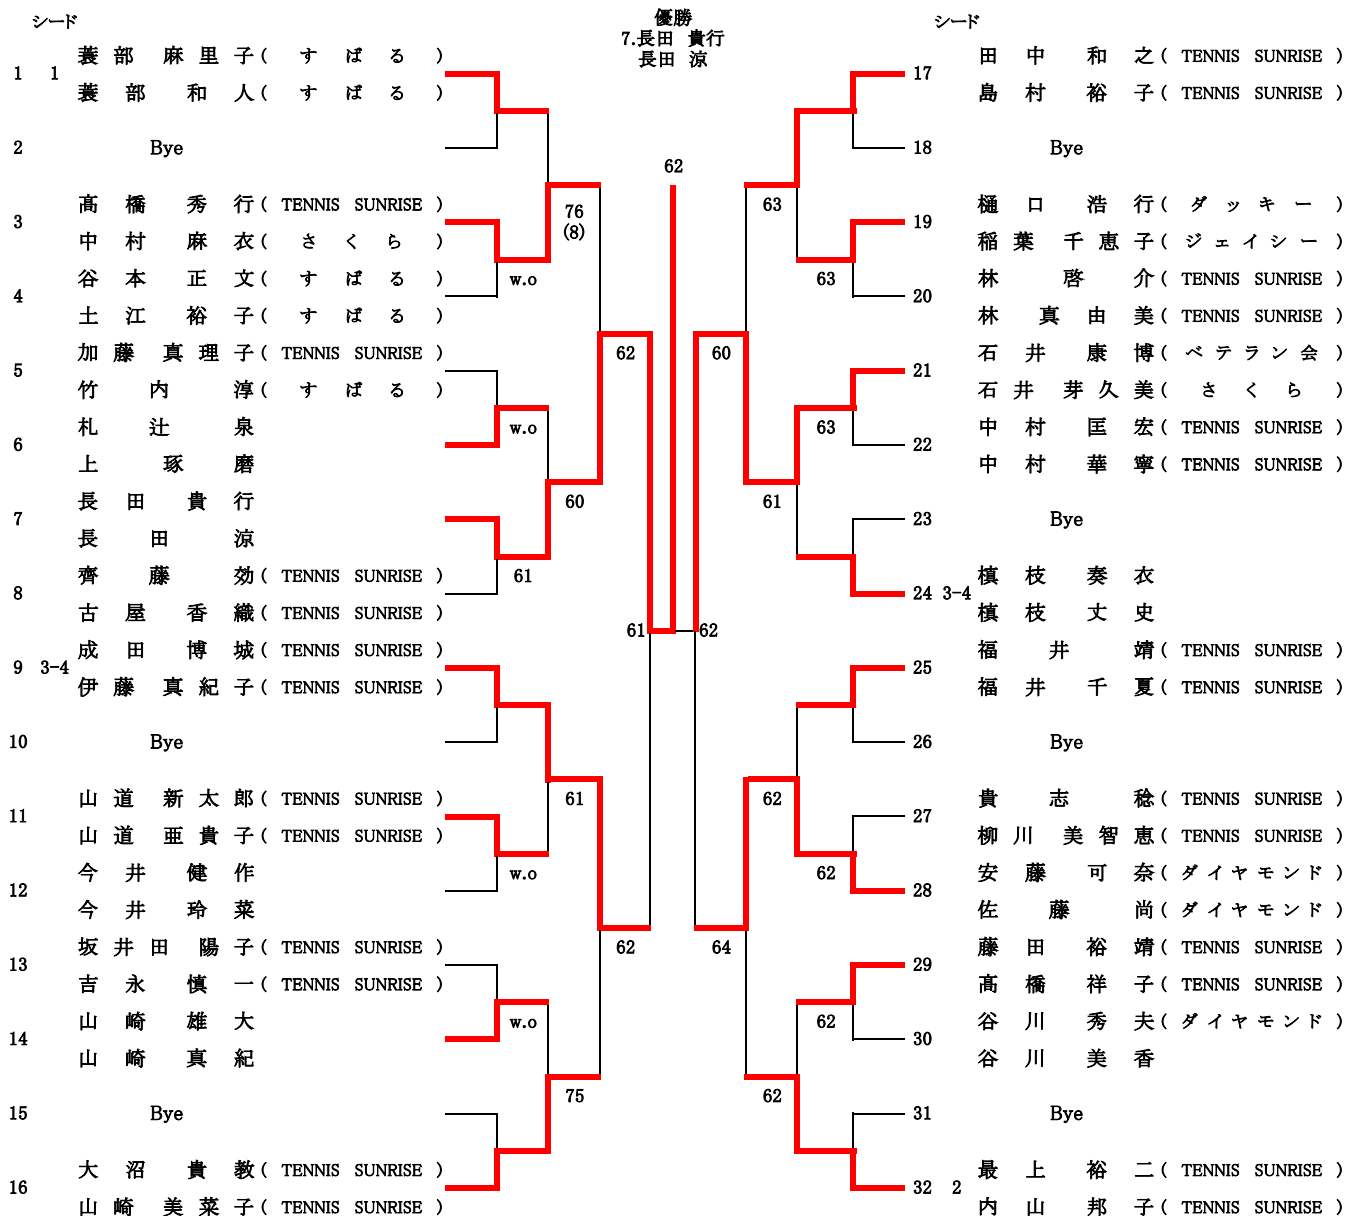 シード
優勝
シード
7.長田 貴行
長田 涼
1 1 蓑部 麻里子( すばる )
蓑部 和人( すばる )
2 Bye
3 髙橋 秀行( TENNIS SUNRISE )
中村 麻衣( さくら )
4 谷本 正文( すばる )
土江 裕子( すばる )
5 加藤 真理子( TENNIS SUNRISE )
竹内 淳( すばる )
6 札辻 泉
上 琢磨
7 長田 貴行
長田 涼
8 齊藤 効( TENNIS SUNRISE )
古屋 香織( TENNIS SUNRISE )
9 3-4 成田 博城( TENNIS SUNRISE )
伊藤 真紀子( TENNIS SUNRISE )
10 Bye
11 山道 新太郎( TENNIS SUNRISE )
山道 亜貴子( TENNIS SUNRISE )
12 今井 健作
今井 玲菜
13 坂井田 陽子( TENNIS SUNRISE )
吉永 慎一( TENNIS SUNRISE )
14 山崎 雄大
山崎 真紀
15 Bye
16 大沼 貴教( TENNIS SUNRISE )
山崎 美菜子( TENNIS SUNRISE )
w.o
w.o
61
w.o
w.o
76
(8)
60
61
75
62
62
61
62
62
60
64
63
61
62
62
63
63
62
62
17 田中 和之( TENNIS SUNRISE )
島村 裕子( TENNIS SUNRISE )
18 Bye
19 樋口 浩行( ダッキー )
稲葉 千恵子( ジェイシー )
20 林 啓介( TENNIS SUNRISE )
林 真由美( TENNIS SUNRISE )
21 石井 康博( ベテラン会 )
石井 芽久美( さくら )
22 中村 匡宏( TENNIS SUNRISE )
中村 華寧( TENNIS SUNRISE )
23 Bye
24 3-4 槙枝 奏衣
槙枝 丈史
25 福井 靖( TENNIS SUNRISE )
福井 千夏( TENNIS SUNRISE )
26 Bye
27 貴志 稔( TENNIS SUNRISE )
柳川 美智恵( TENNIS SUNRISE )
28 安藤 可奈( ダイヤモンド )
佐藤 尚( ダイヤモンド )
29 藤田 裕靖( TENNIS SUNRISE )
髙橋 祥子( TENNIS SUNRISE )
30 谷川 秀夫( ダイヤモンド )
谷川 美香
31 Bye
32 2 最上 裕二( TENNIS SUNRISE )
内山 邦子( TENNIS SUNRISE )